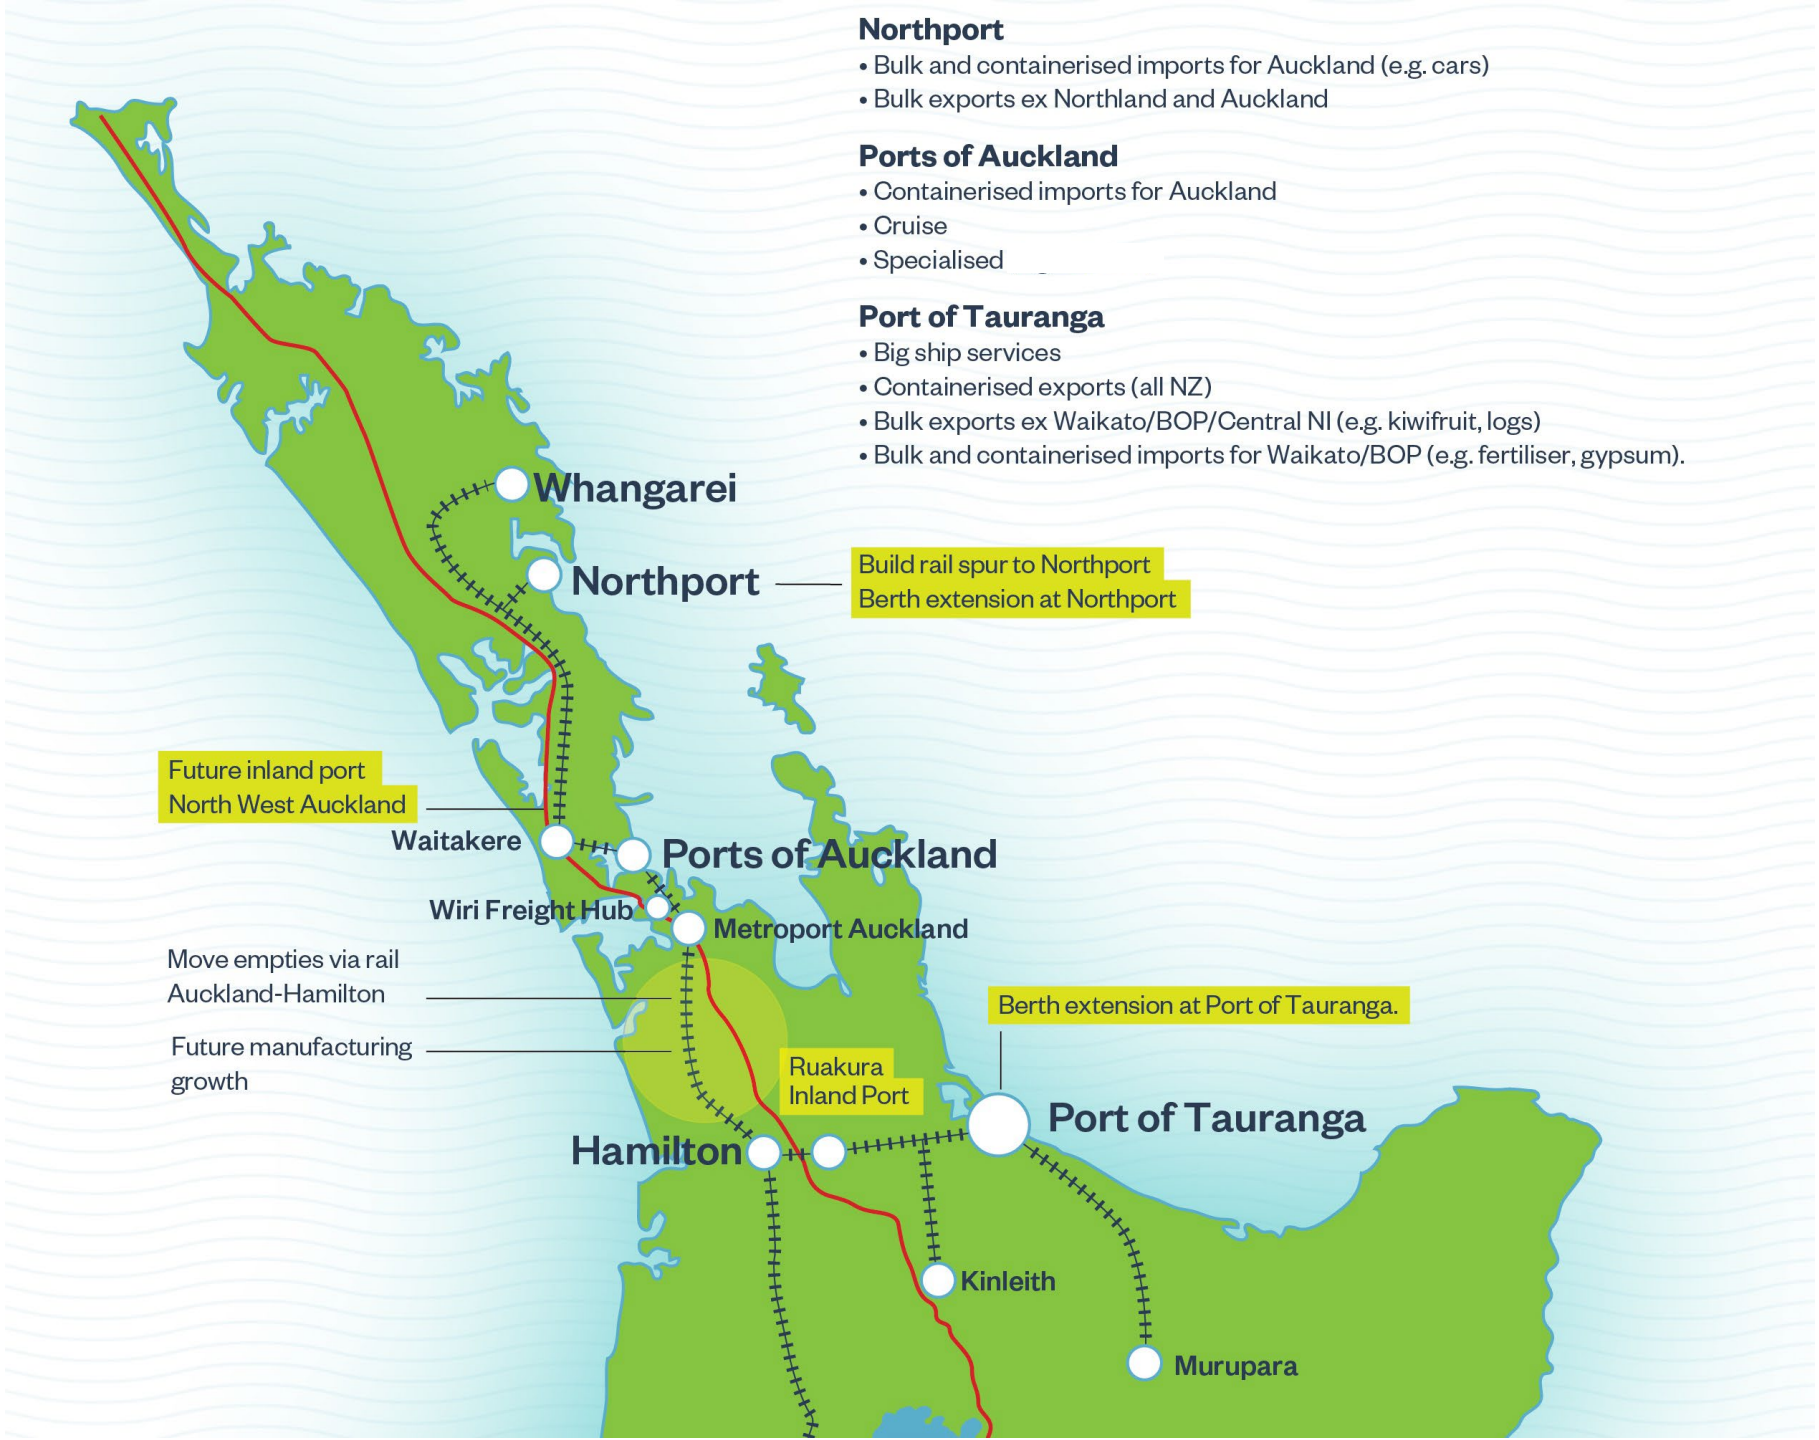 Northport
• Bulk and containerised imports for Auckland (e.g. cars)
• Bulk exports ex Northland and Auckland
Ports of Auckland
• Containerised imports for Auckland
• Cruise
• Specialised
Port of Tauranga
• Big ship services
• Containerised exports (all NZ)
• Bulk exports ex Waikato/BOP/Central NI (e.g. kiwifruit, logs)
• Bulk and containerised imports for Waikato/BOP (e.g. fertiliser, gypsum).
Whangarei
Northport
Build rail spur to Northport
Berth extension at Northport
Future inland port
North West Auckland
Waitakere
Ports of Auckland
Wiri Freight Hub
Metroport Auckland
Move empties via rail
Auckland-Hamilton
Future manufacturing
growth
Berth extension at Port of Tauranga.
Ruakura
Inland Port
Port of Tauranga
Hamilton
Kinleith
Murupara